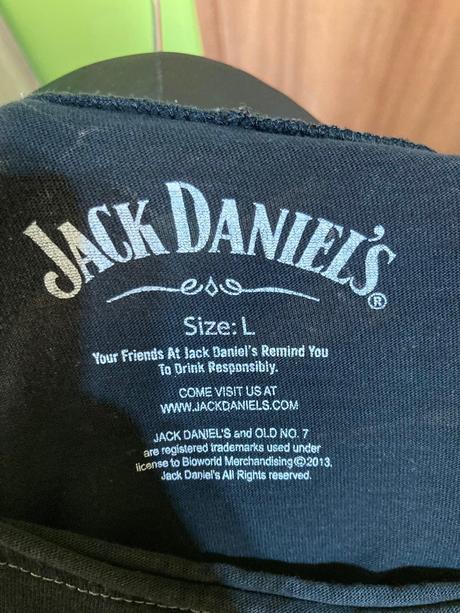 JACK DANIEL'S®
Size: L
Your Friends At Jack Daniel's Remind You
To Drink Responsibly.
COME VISIT US AT
WWW.JACKDANIELS.COM
JACK DANIEL'S and OLD NO. 7
are registered trademarks used under
license to Bioworld Merchandising ©2013.
Jack Daniel's All Rights reserved.